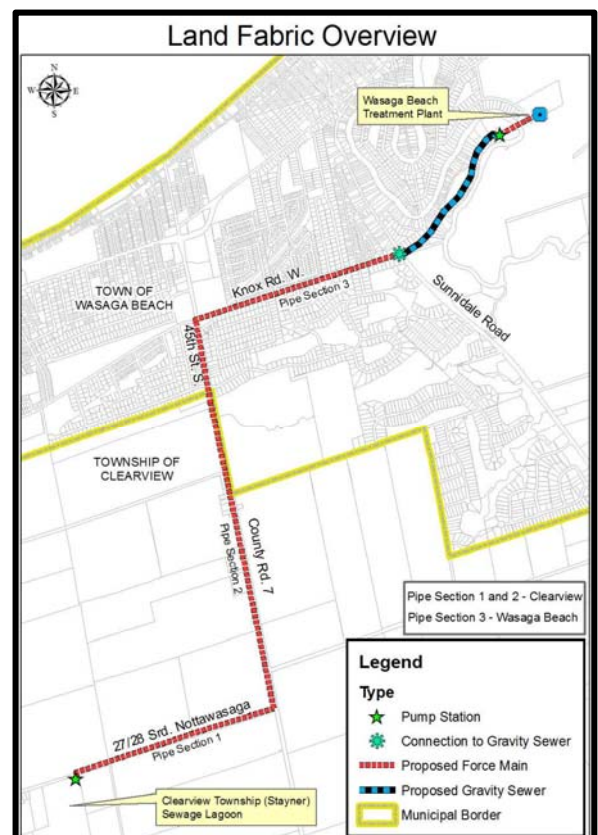 Land Fabric Overview
N
W
E
S
Wasaga Beach
Treatment Plant
TOWN OF
WASAGA BEACH
Knox Rd. W.
Pipe Section 3
Sunnidale Road
45th St. S.
TOWNSHIP OF
CLEARVIEW
County Rd. 7
Pipe Section 2
Pipe Section 1 and 2 - Clearview
Pipe Section 3 - Wasaga Beach
27/28 Srd. Nottawasaga
Pipe Section 1
Clearview Township (Stayner)
Sewage Lagoon
Legend
Type
Pump Station
Connection to Gravity Sewer
Proposed Force Main
Proposed Gravity Sewer
Municipal Border